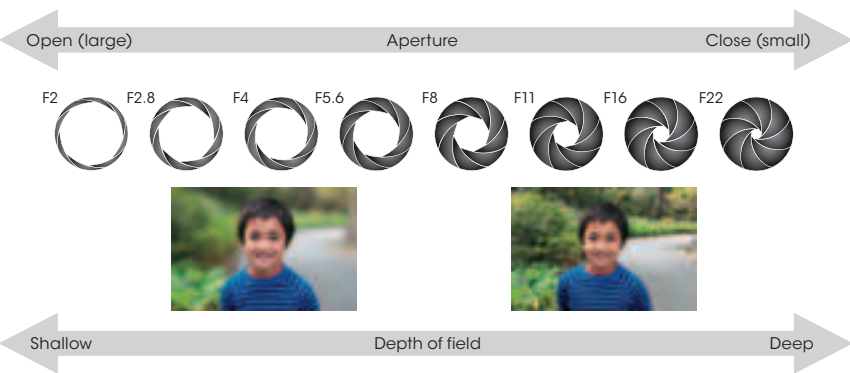 Open (large) Aperture Close (small)
F2 F2.8 F4 F5.6 F8 F11 F16 F22
Shallow Depth of field Deep